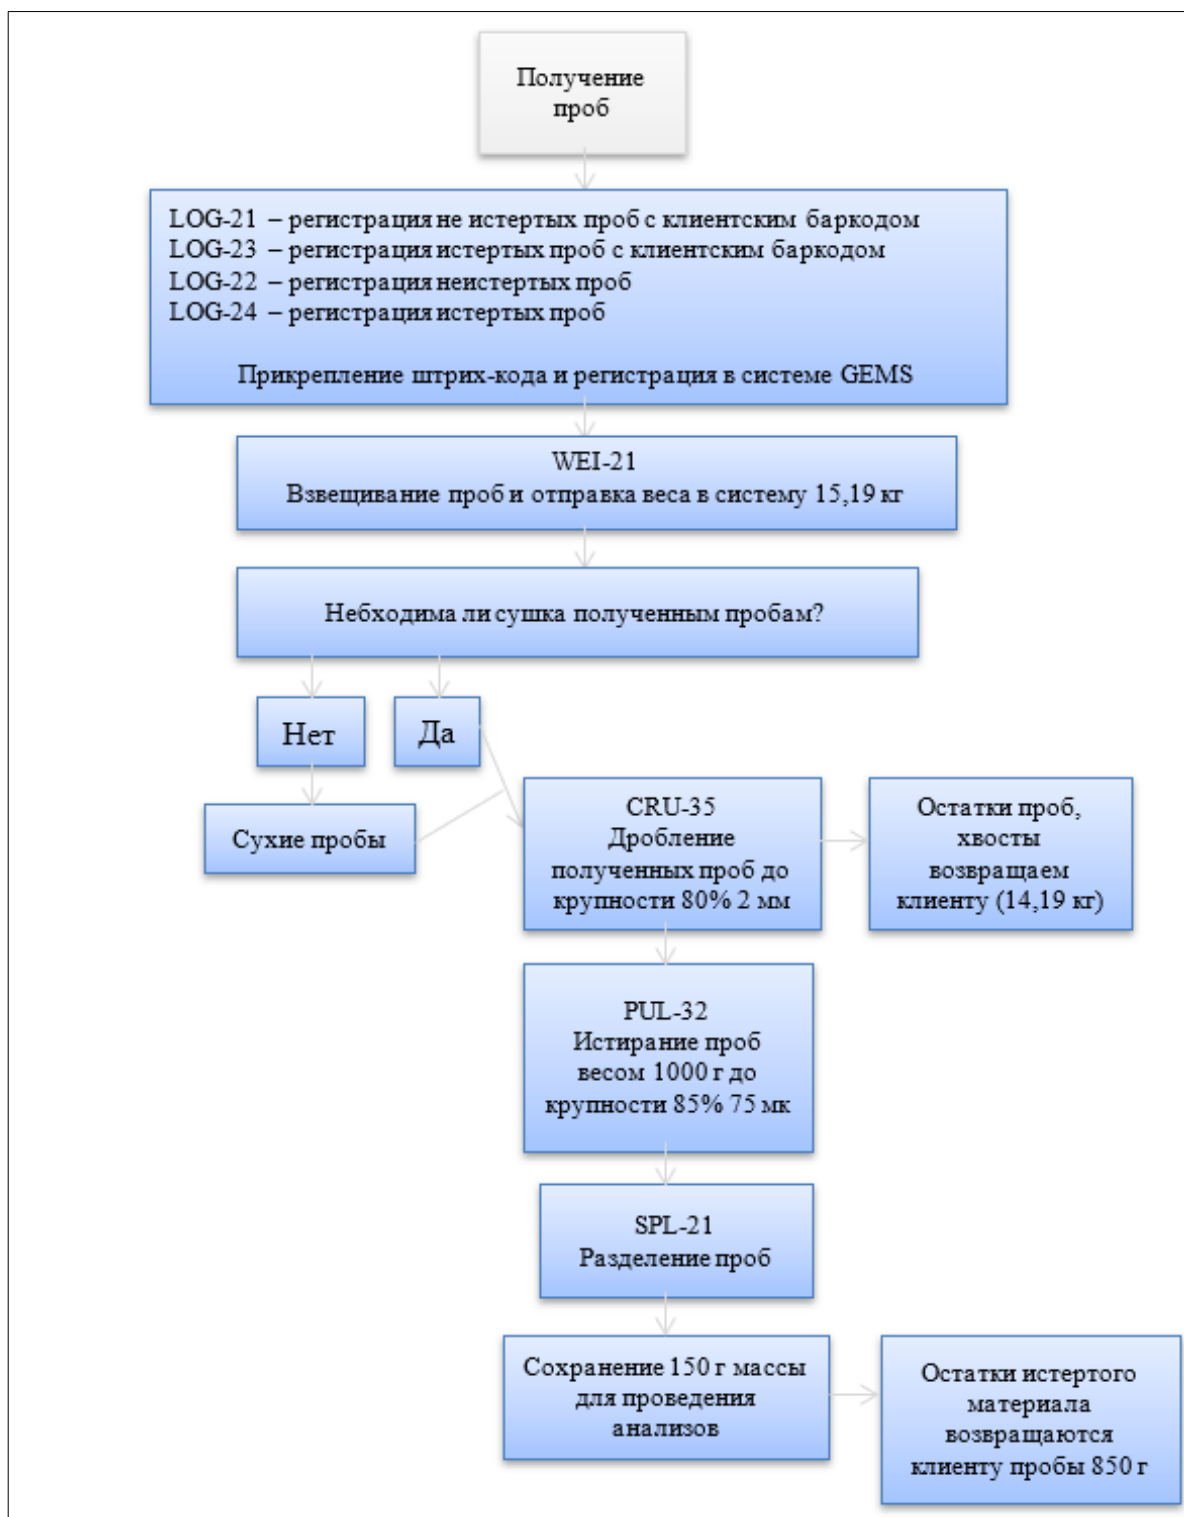 Получение
проб
LOG-21 – регистрация не истертых проб с клиентским баркодом
LOG-23 – регистрация истертых проб с клиентским баркодом
LOG-22 – регистрация неистертых проб
LOG-24 – регистрация истертых проб
Прикрепление штрих-кода и регистрация в системе GEMS
WEI-21
Взвещивание проб и отправка веса в систему 15,19 кг
Небходима ли сушка полученным пробам?
Нет
Да
Сухие пробы
CRU-35
Дробление
полученных проб до
крупности 80% 2 мм
Остатки проб,
хвосты
возвращаем
клиенту (14,19 кг)
PUL-32
Истирание проб
весом 1000 г до
крупности 85% 75 мк
SPL-21
Разделение проб
Сохранение 150 г массы
для проведения
анализов
Остатки истертого
материала
возвращаются
клиенту пробы 850 г